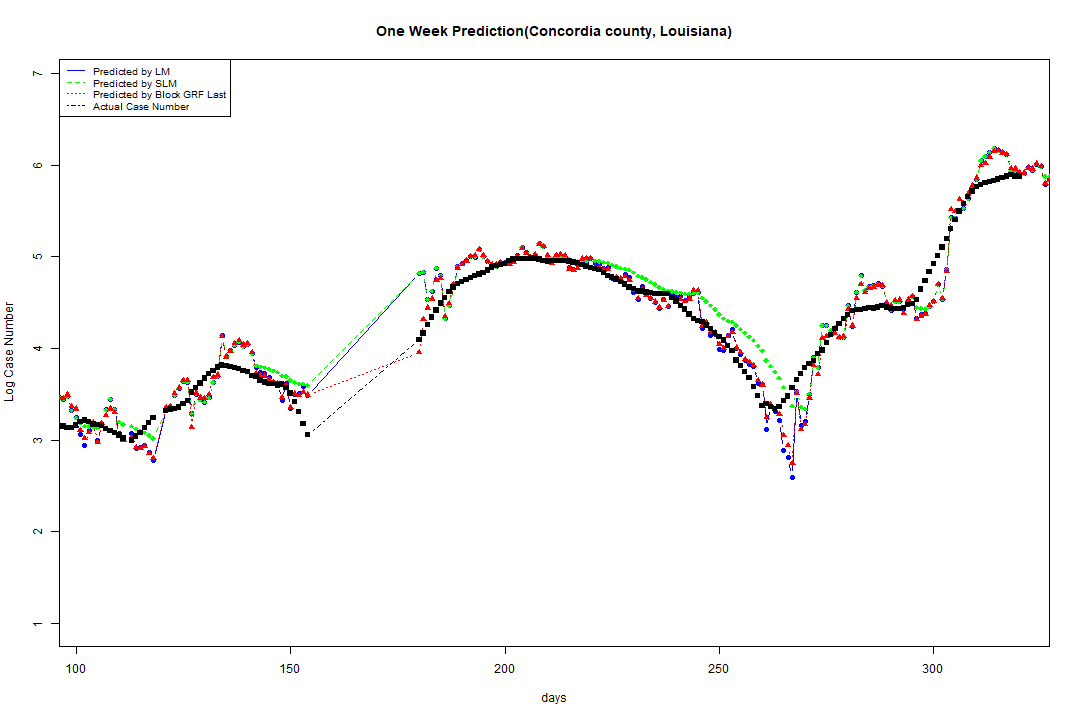 One Week Prediction(Concordia county, Louisiana)
Predicted by LM
Predicted by SLM
Predicted by Block GRF Last
Actual Case Number
Log Case Number
7
6
5
4
3
2
1
100 150 200 250 300
days